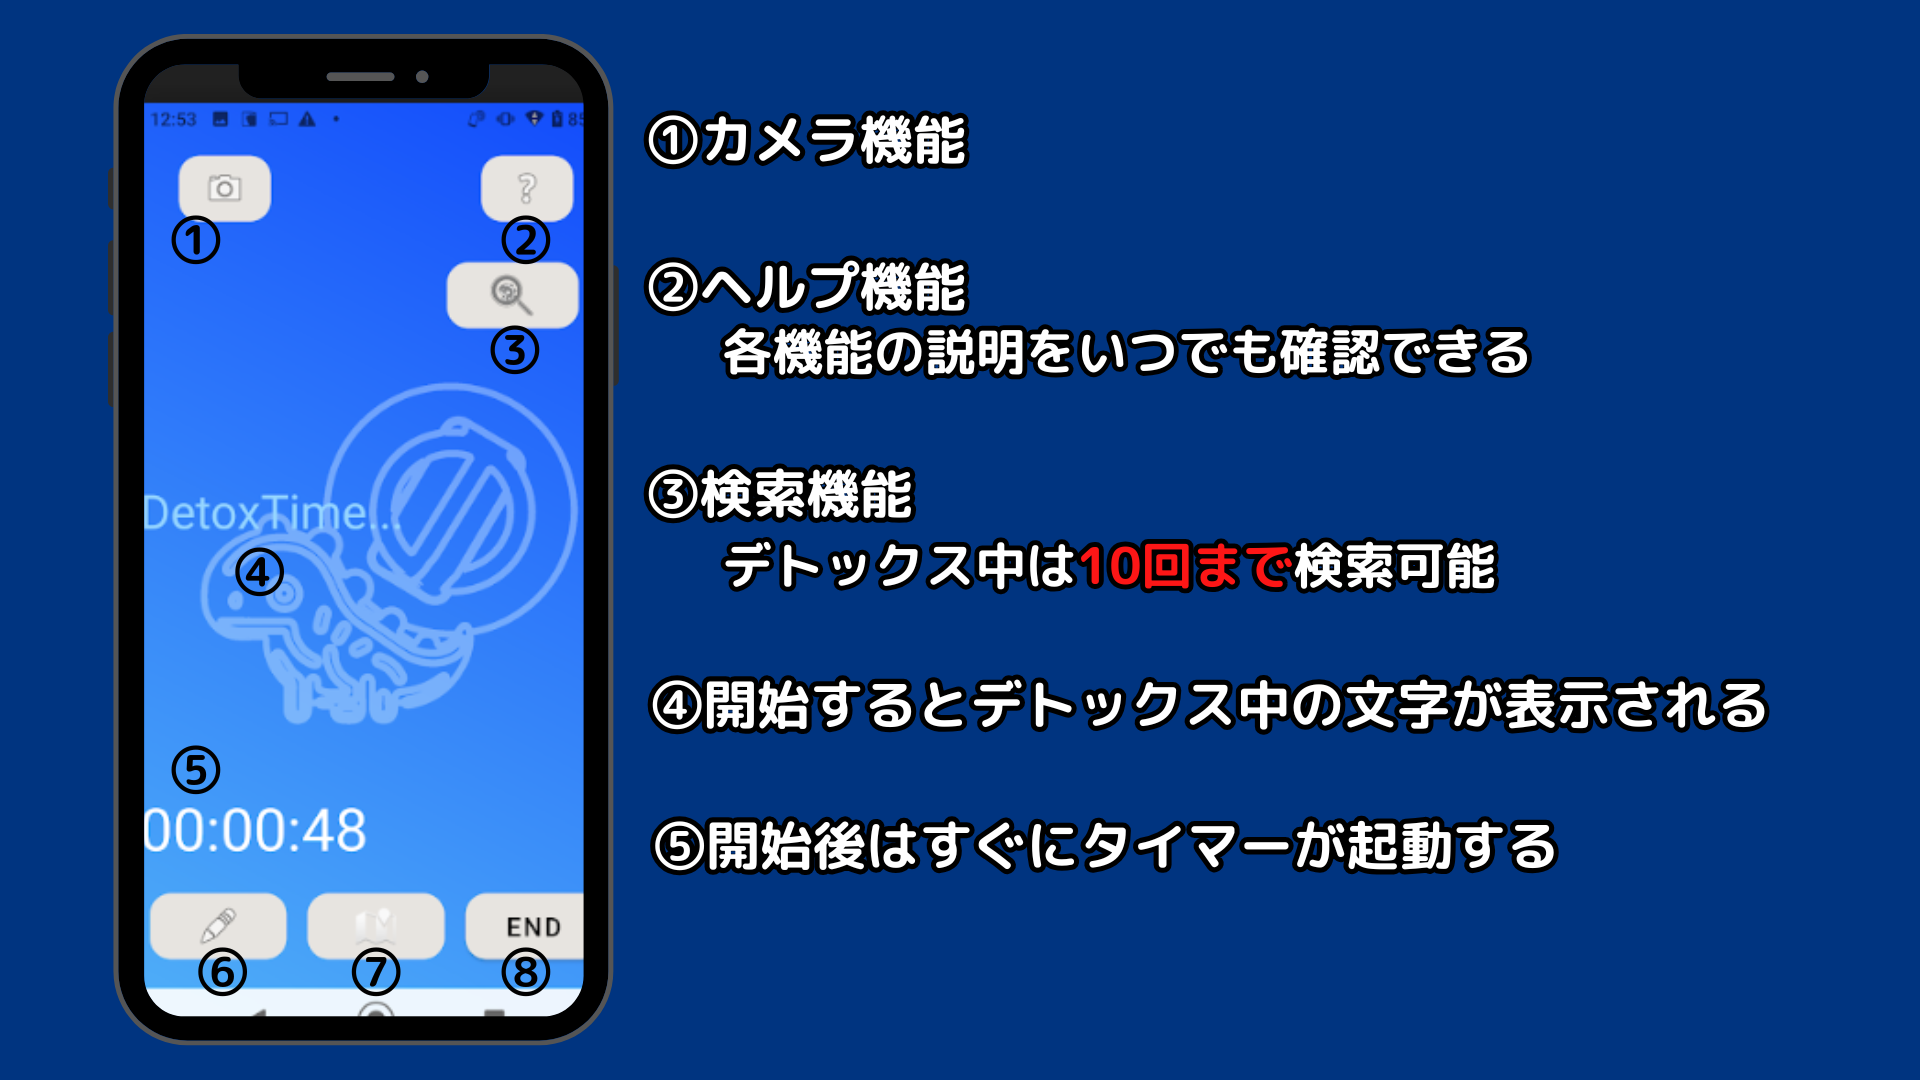 12:53
85
①
②
③
DetoxTime...
④
⑤
00:00:48
END
⑥
⑦
⑧
①カメラ機能
②ヘルプ機能
各機能の説明をいつでも確認できる
③検索機能
デトックス中は10回まで検索可能
④開始するとデトックス中の文字が表示される
⑤開始後はすぐにタイマーが起動する